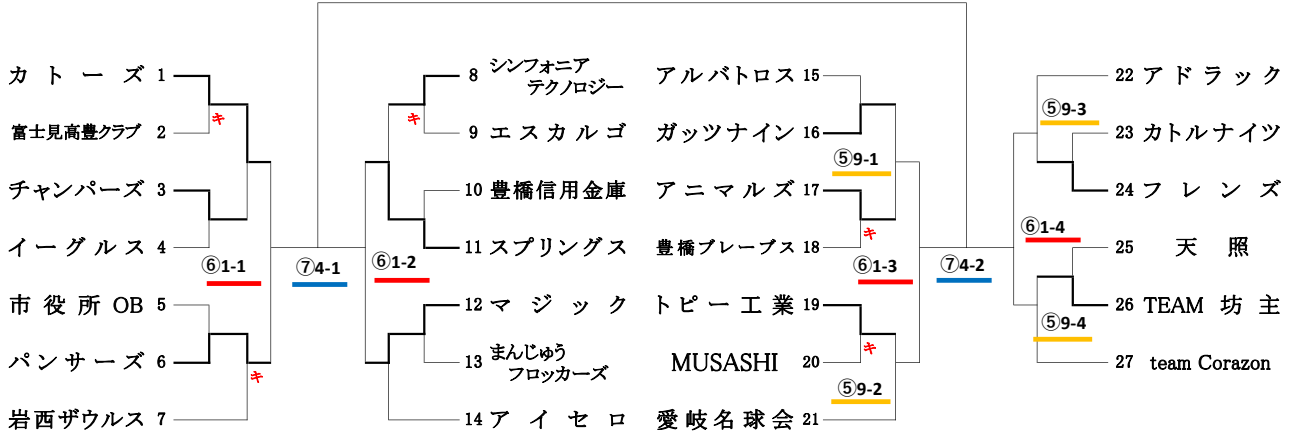 カトーズ 1
キ
富士見高豊クラブ 2
チャンパーズ 3
イーグルス 4
⑥1-1
市役所OB 5
パンサーズ 6
キ
岩西ザウルス 7
⑦4-1
8 シンフォニア
テクノロジー
キ
9 エスカルゴ
10 豊橋信用金庫
11 スプリングス
⑥1-2
12 マジック
13 まんじゅう
フロッカーズ
14 アイセロ
アルバトロス 15
ガッツナイン 16
⑤9-1
アニマルズ 17
キ
豊橋ブレーブス 18
⑥1-3
トピー工業 19
キ
MUSASHI 20
⑤9-2
愛岐名球会 21
⑦4-2
22 アドラック
⑤9-3
23 カトルナイツ
24 フレンズ
⑥1-4
25 天照
26 TEAM 坊主
⑤9-4
27 team Corazon